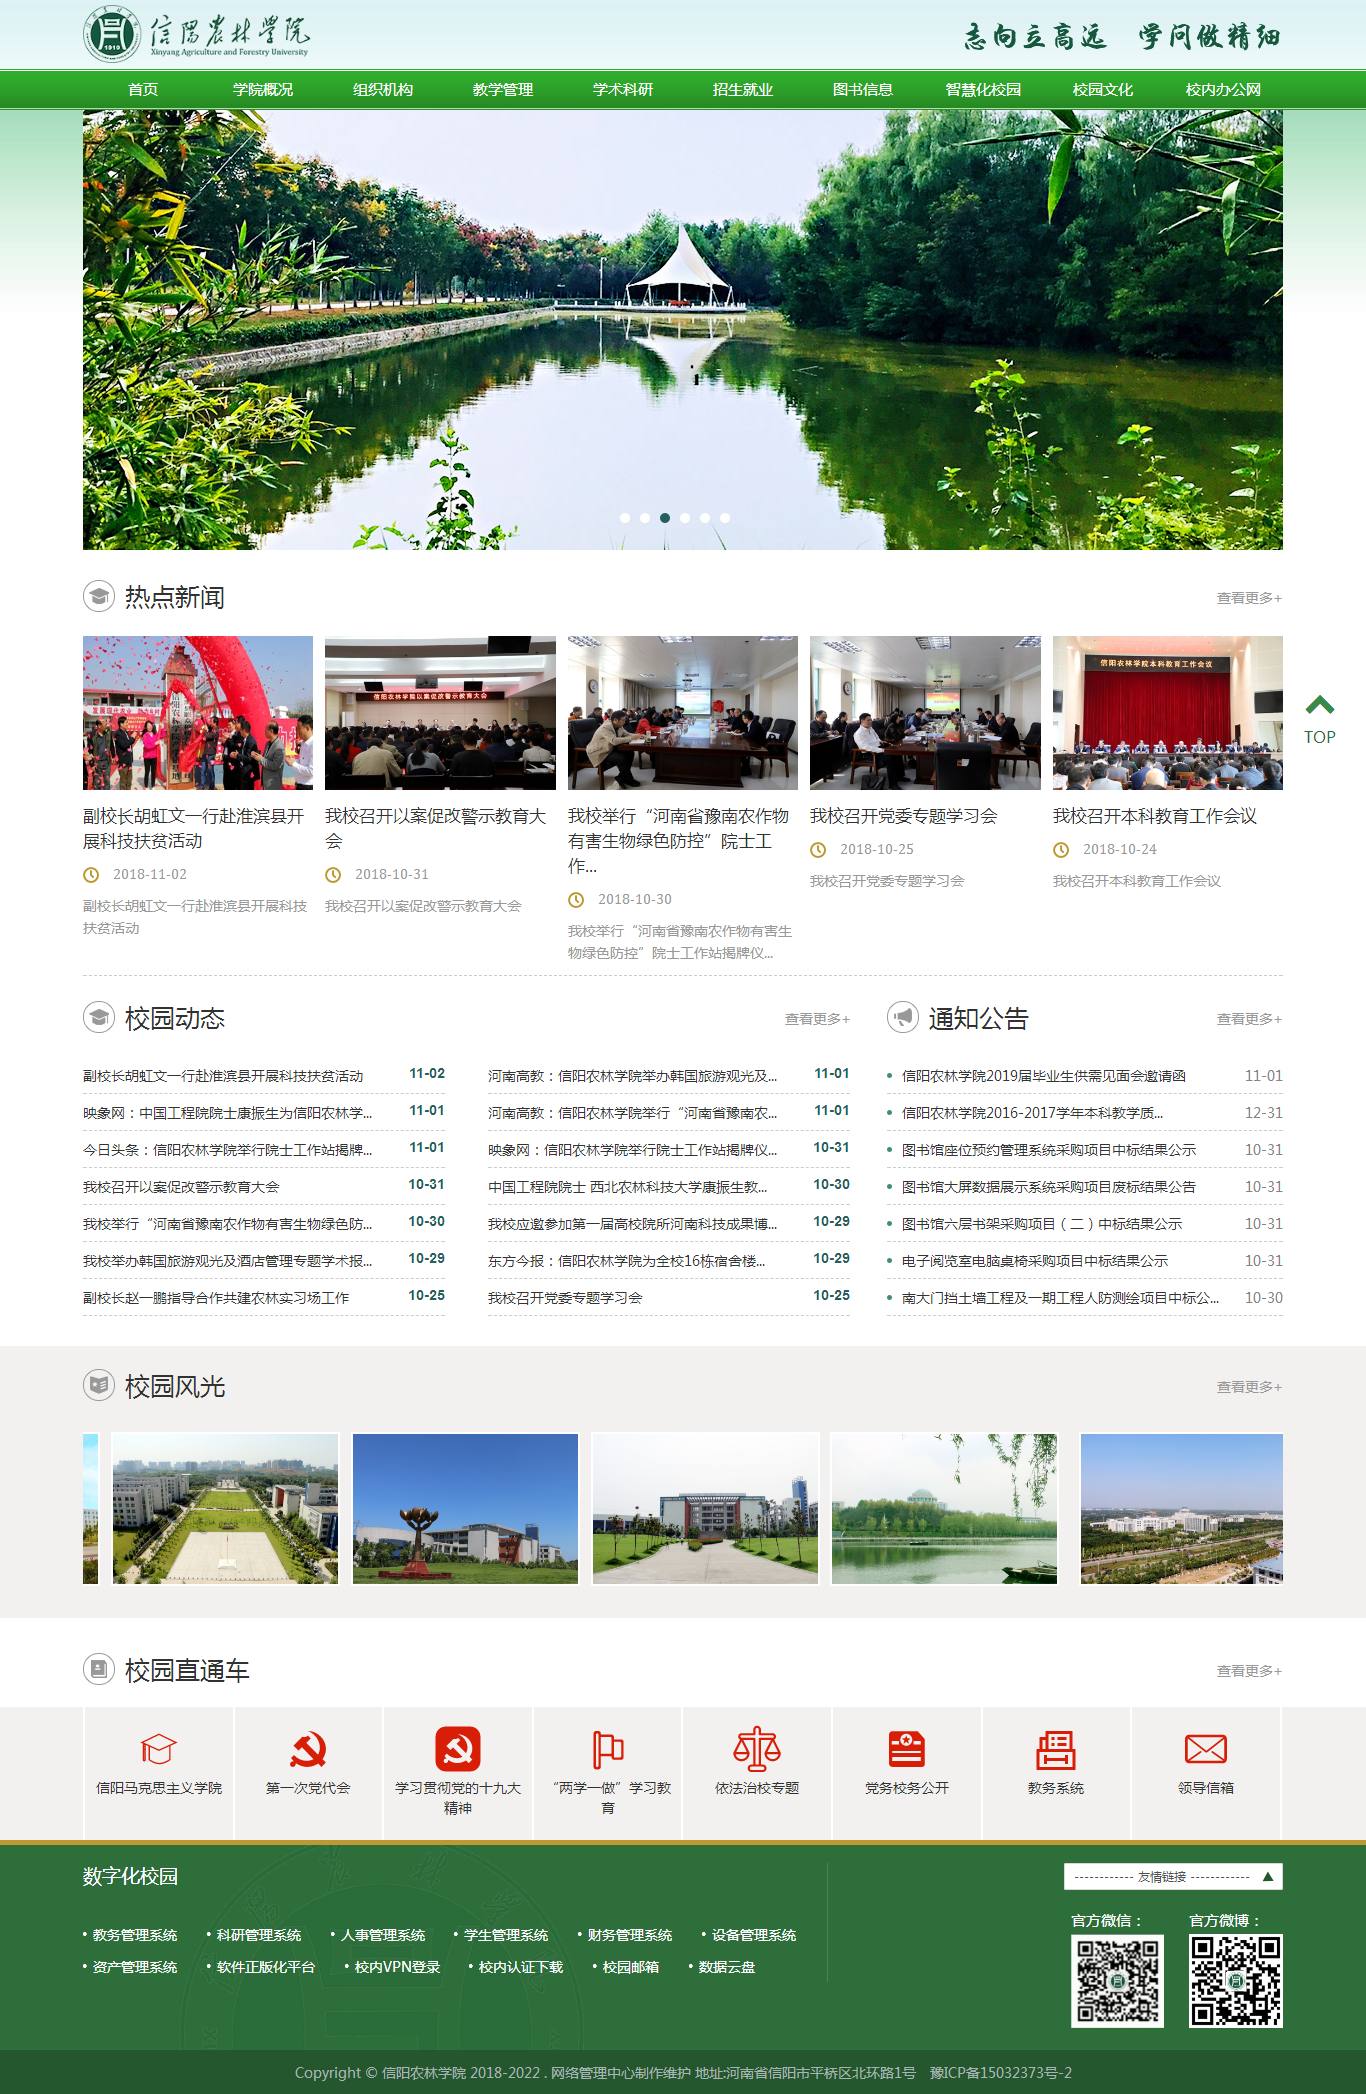 信阳农林学院
Xinyang Agriculture and Forestry University
1910
志向立高远 学问做精细
首页 学院概况 组织机构 教学管理 学术科研 招生就业 图书信息 智慧化校园 校园文化 校内办公网
热点新闻 查看更多+
信阳农林学院以案促改警示教育大会
信阳农林学院本科教育工作会议
TOP
副校长胡虹文一行赴淮滨县开
展科技扶贫活动
2018-11-02
副校长胡虹文一行赴淮滨县开展科技
扶贫活动
我校召开以案促改警示教育大
会
2018-10-31
我校召开以案促改警示教育大会
我校举行“河南省豫南农作物
有害生物绿色防控”院士工
作...
2018-10-30
我校举行“河南省豫南农作物有害生
物绿色防控”院士工作站揭牌仪...
我校召开党委专题学习会
2018-10-25
我校召开党委专题学习会
我校召开本科教育工作会议
2018-10-24
我校召开本科教育工作会议
校园动态 查看更多+
副校长胡虹文一行赴淮滨县开展科技扶贫活动 11-02
映象网：中国工程院院士康振生为信阳农林学... 11-01
今日头条：信阳农林学院举行院士工作站揭牌... 11-01
我校召开以案促改警示教育大会 10-31
我校举行“河南省豫南农作物有害生物绿色防... 10-30
我校举办韩国旅游观光及酒店管理专题学术报... 10-29
副校长赵一鹏指导合作共建农林实习场工作 10-25
河南高教：信阳农林学院举办韩国旅游观光及... 11-01
河南高教：信阳农林学院举行“河南省豫南农... 11-01
映象网：信阳农林学院举行院士工作站揭牌仪... 10-31
中国工程院院士 西北农林科技大学康振生教... 10-30
我校应邀参加第一届高校院所河南科技成果博... 10-29
东方今报：信阳农林学院为全校16栋宿舍楼... 10-29
我校召开党委专题学习会 10-25
通知公告 查看更多+
信阳农林学院2019届毕业生供需见面会邀请函 11-01
信阳农林学院2016-2017学年本科教学质... 12-31
图书馆座位预约管理系统采购项目中标结果公示 10-31
图书馆大屏数据展示系统采购项目废标结果公告 10-31
图书馆六层书架采购项目（二）中标结果公示 10-31
电子阅览室电脑桌椅采购项目中标结果公示 10-31
南大门挡土墙工程及一期工程人防测绘项目中标公... 10-30
校园风光 查看更多+
校园直通车 查看更多+
信阳马克思主义学院
第一次党代会
学习贯彻党的十九大
精神
“两学一做”学习教
育
依法治校专题
党务校务公开
教务系统
领导信箱
数字化校园
• 教务管理系统 • 科研管理系统 • 人事管理系统 • 学生管理系统 • 财务管理系统 • 设备管理系统
• 资产管理系统 • 软件正版化平台 • 校内VPN登录 • 校内认证下载 • 校园邮箱 • 数据云盘
------------ 友情链接 ------------ ▲
官方微信： 官方微博：
Copyright © 信阳农林学院 2018-2022 . 网络管理中心制作维护 地址:河南省信阳市平桥区北环路1号 豫ICP备15032373号-2